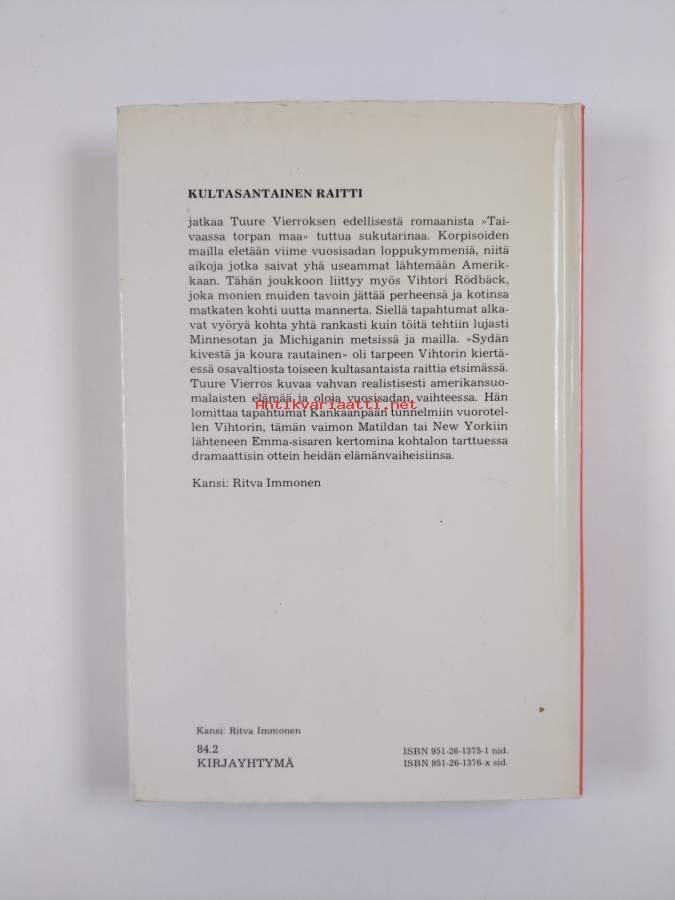 KULTASANTAINEN RAITTI
jatkaa Tuure Vierroksen edellisestä romaanista »Tai-
vaassa torpan maa» tuttua sukutarinaa. Korpisoiden
mailla eletään viime vuosisadan loppukymmeniä, niitä
aikoja jotka saivat yhä useammat lähtemään Amerik-
kaan. Tähän joukkoon liittyy myös Vihtori Rödbäck,
joka monien muiden tavoin jättää perheensä ja kotinsa
matkaten kohti uutta mannerta. Siellä tapahtumat alka-
vat vyöryä kohta yhtä rankasti kuin töitä tehtiin lujasti
Minnesotan ja Michiganin metsissä ja mailla. »Sydän
kivestä ja koura rautainen» oli tarpeen Vihtorin kiertä-
essä osavaltiosta toiseen kultasantaista raittia etsimässä.
Tuure Vierros kuvaa vahvan realistisesti amerikansuo-
malaisten elämää ja oloja vuosisadan vaihteessa. Hän
Antikvariaatti.net
lomittaa tapahtumat Kankaanpään tunnelmiin vuorotel-
len Vihtorin, tämän vaimon Matildan tai New Yorkiin
lähteneen Emma-sisaren kertomina kohtalon tarttuessa
dramaattisin ottein heidän elämänvaiheisiinsa.
Kansi: Ritva Immonen
Kansi: Ritva Immonen
84.2
KIRJAYHTYMÄ
ISBN 951-26-1375-1 nid.
ISBN 951-26-1376-x sid.